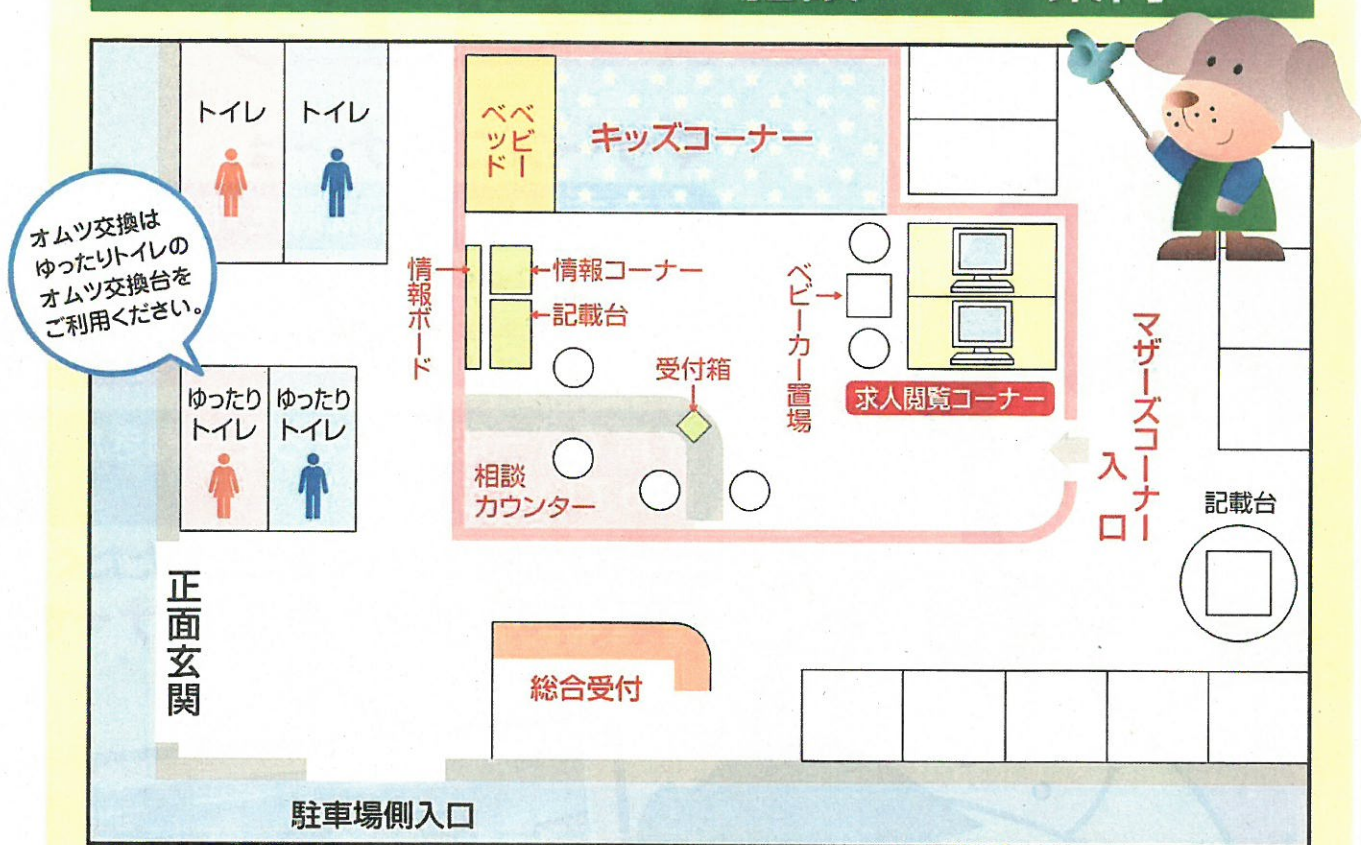 トイレ
トイレ
ベビー
ベッド
キッズコーナー
オムツ交換は
ゆったりトイレの
オムツ交換台を
ご利用ください。
情報ボード
情報コーナー
記載台
ベビーカー置場
受付箱
求人閲覧コーナー
マザーズコーナー
入口
ゆったり
トイレ
ゆったり
トイレ
相談
カウンター
記載台
正面玄関
総合受付
駐車場側入口